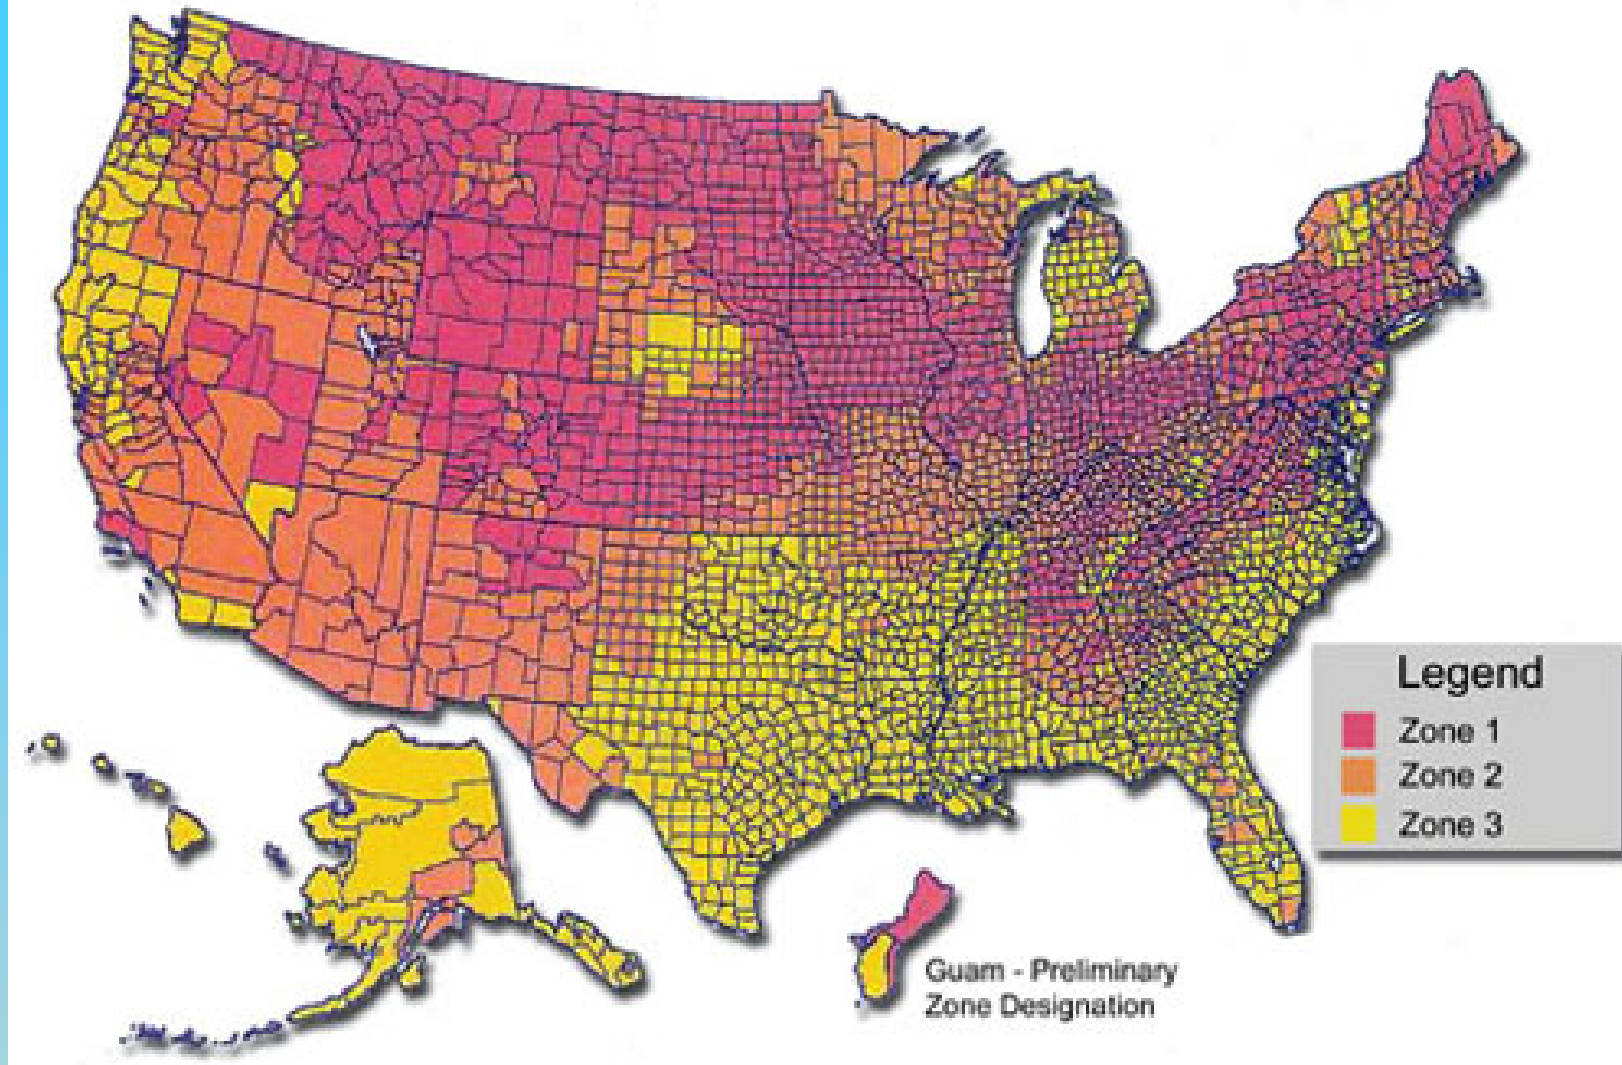 Legend
Zone 1
Zone 2
Zone 3
Guam - Preliminary
Zone Designation